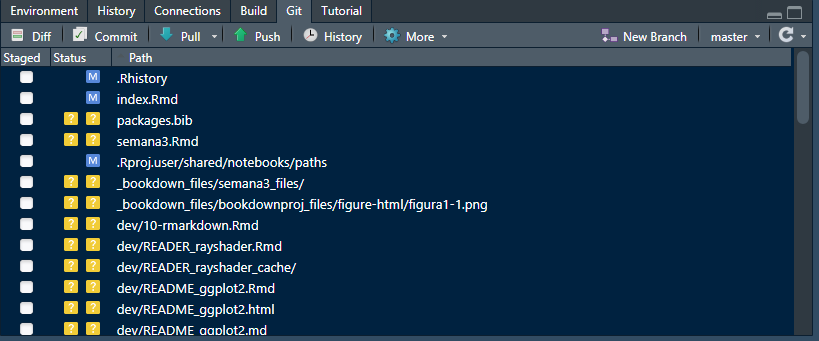 Environment History Connections Build Git Tutorial
Diff Commit Pull Push History More New Branch master
Staged Status Path
M .Rhistory
M index.Rmd
? ? packages.bib
? ? semana3.Rmd
M .Rproj.user/shared/notebooks/paths
? ? _bookdown_files/semana3_files/
? ? _bookdown_files/bookdownproj_files/figure-html/figura1-1.png
? ? dev/10-rmarkdown.Rmd
? ? dev/READER_rayshader.Rmd
? ? dev/READER_rayshader_cache/
? ? dev/README_ggplot2.Rmd
? ? dev/README_ggplot2.html
? ? dev/README_ggplot2.md